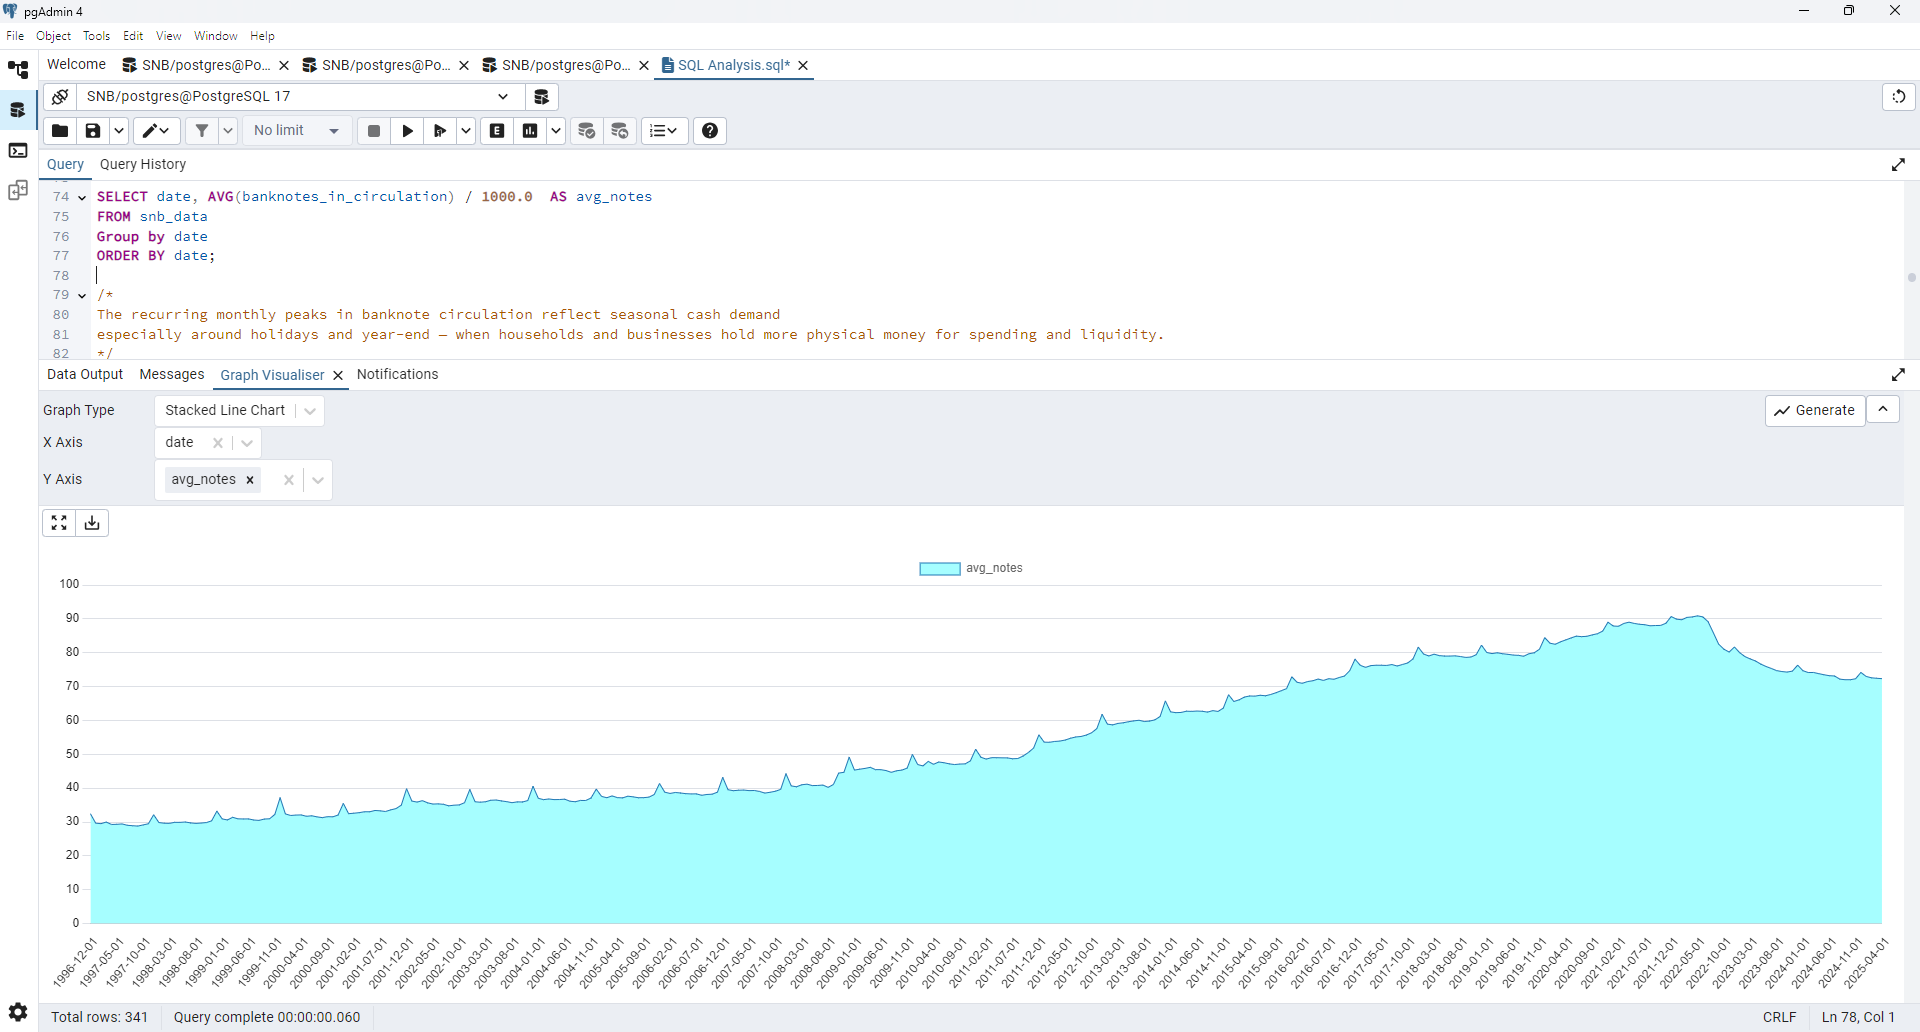 pgAdmin 4
File Object Tools Edit View Window Help
Welcome SNB/postgres@Po... SNB/postgres@Po... SNB/postgres@Po... SQL Analysis.sql*
SNB/postgres@PostgreSQL 17
No limit
Query Query History
74 SELECT date, AVG(banknotes_in_circulation) / 1000.0 AS avg_notes
75 FROM snb_data
76 Group by date
77 ORDER BY date;
78
79 /*
80 The recurring monthly peaks in banknote circulation reflect seasonal cash demand
81 especially around holidays and year-end — when households and businesses hold more physical money for spending and liquidity.
82 */
Data Output Messages Graph Visualiser Notifications
Graph Type Stacked Line Chart Generate
X Axis date
Y Axis avg_notes
avg_notes
100
90
80
70
60
50
40
30
20
10
0
1996-12-01 1997-05-01 1997-10-01 1998-03-01 1998-08-01 1999-01-01 1999-06-01 1999-11-01 2000-04-01 2000-09-01 2001-02-01 2001-07-01 2001-12-01 2002-05-01 2002-10-01 2003-03-01 2003-08-01 2004-01-01 2004-06-01 2004-11-01 2005-04-01 2005-09-01 2006-02-01 2006-07-01 2006-12-01 2007-05-01 2007-10-01 2008-03-01 2008-08-01 2009-01-01 2009-06-01 2009-11-01 2010-04-01 2010-09-01 2011-02-01 2011-07-01 2011-12-01 2012-05-01 2012-10-01 2013-03-01 2013-08-01 2014-01-01 2014-06-01 2014-11-01 2015-04-01 2015-09-01 2016-02-01 2016-07-01 2016-12-01 2017-05-01 2017-10-01 2018-03-01 2018-08-01 2019-01-01 2019-06-01 2019-11-01 2020-04-01 2020-09-01 2021-02-01 2021-07-01 2021-12-01 2022-05-01 2022-10-01 2023-03-01 2023-08-01 2024-01-01 2024-06-01 2024-11-01 2025-04-01
Total rows: 341 Query complete 00:00:00.060 CRLF Ln 78, Col 1